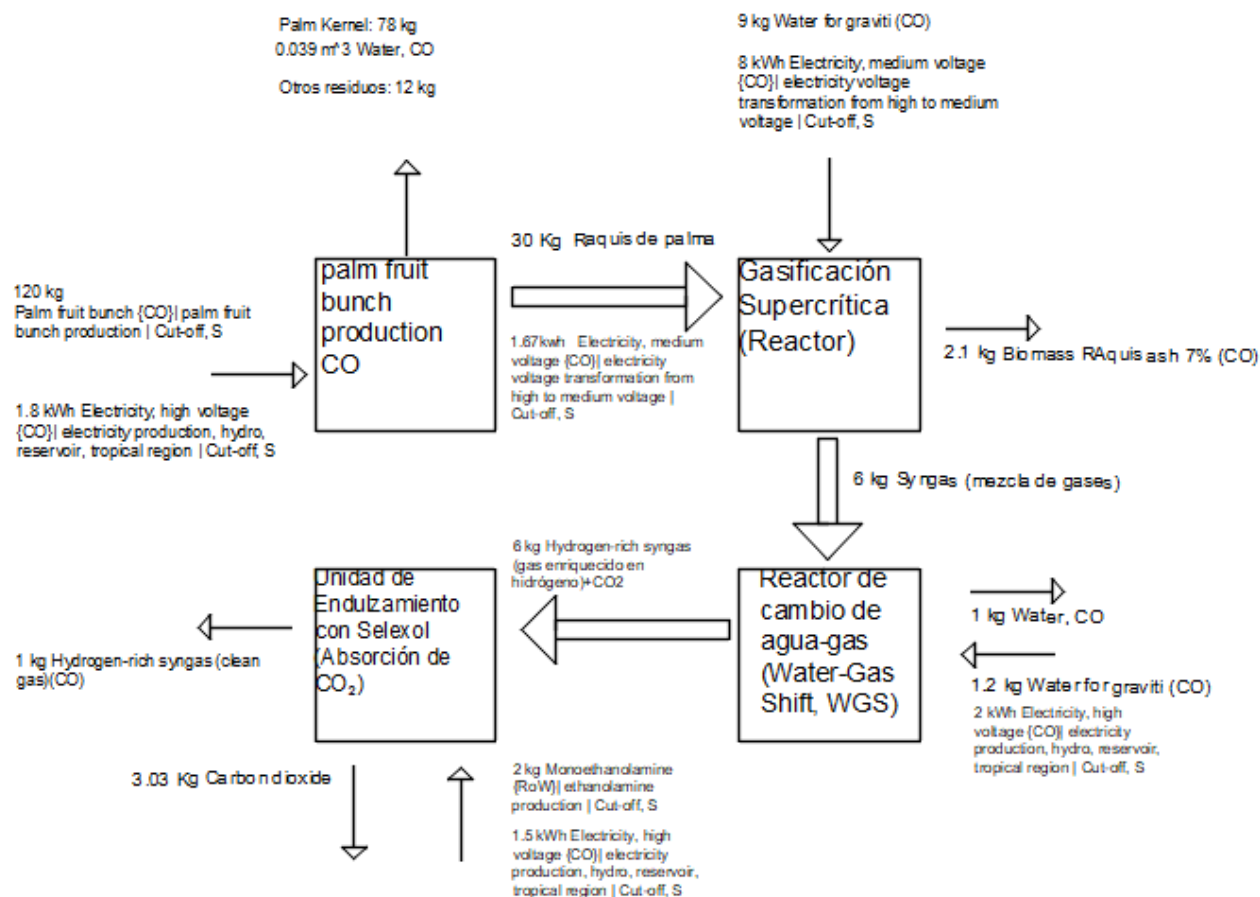 Palm Kernel: 78 kg
0.039 m^3 Water, CO
Otros residuos: 12 kg
9 kg Water for graviti (CO)
8 kWh Electricity, medium voltage
{CO}| electricity voltage
transformation from high to medium
voltage | Cut-off, S
120 kg
Palm fruit bunch {CO}| palm fruit
bunch production | Cut-off, S
1.8 kWh Electricity, high voltage
{CO}| electricity production, hydro,
reservoir, tropical region | Cut-off, S
palm fruit
bunch
production
CO
30 Kg Raquis de palma
1.67kwh Electricity, medium
voltage {CO}| electricity
voltage transformation from
high to medium voltage |
Cut-off, S
Gasificación
Supercrítica
(Reactor)
2.1 kg Biomass RAquis ash 7% (CO)
6 kg Syngas (mezcla de gases)
Reactor de
cambio de
agua-gas
(Water-Gas
Shift, WGS)
1 kg Water, CO
1.2 kg Water for graviti (CO)
2 kWh Electricity, high
voltage {CO}| electricity
production, hydro, reservoir,
tropical region | Cut-off, S
6 kg Hydrogen-rich syngas
(gas enriquecido en
hidrógeno)+CO2
Unidad de
Endulzamiento
con Selexol
(Absorción de
CO₂)
1 kg Hydrogen-rich syngas (clean
gas)(CO)
3.03 Kg Carbon dioxide
2 kg Monoethanolamine
{RoW}| ethanolamine
production | Cut-off, S
1.5 kWh Electricity, high
voltage {CO}| electricity
production, hydro, reservoir,
tropical region | Cut-off, S